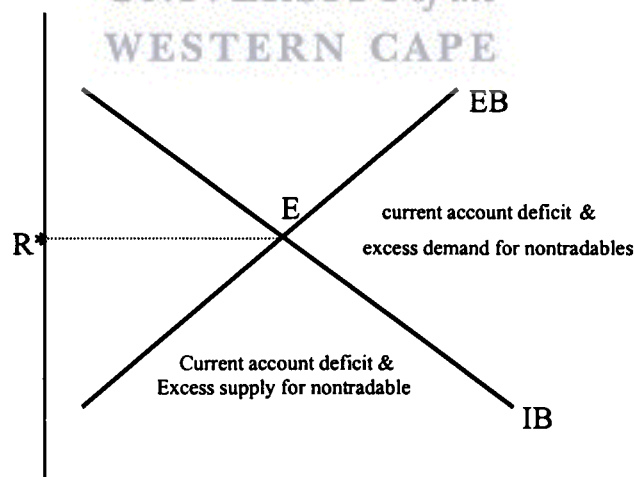 WESTERN CAPE
EB
E
current account deficit &
excess demand for nontradables
R*
Current account deficit &
Excess supply for nontradable
IB